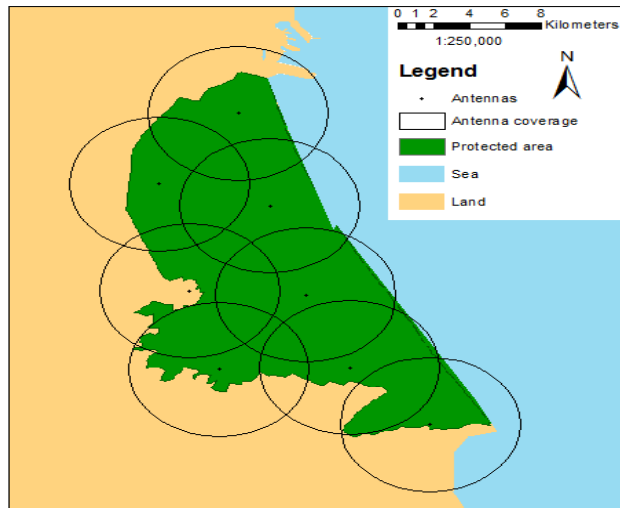 0 1 2 4 6 8
Kilometers
1:250,000
N
Legend
Antennas
Antenna coverage
Protected area
Sea
Land